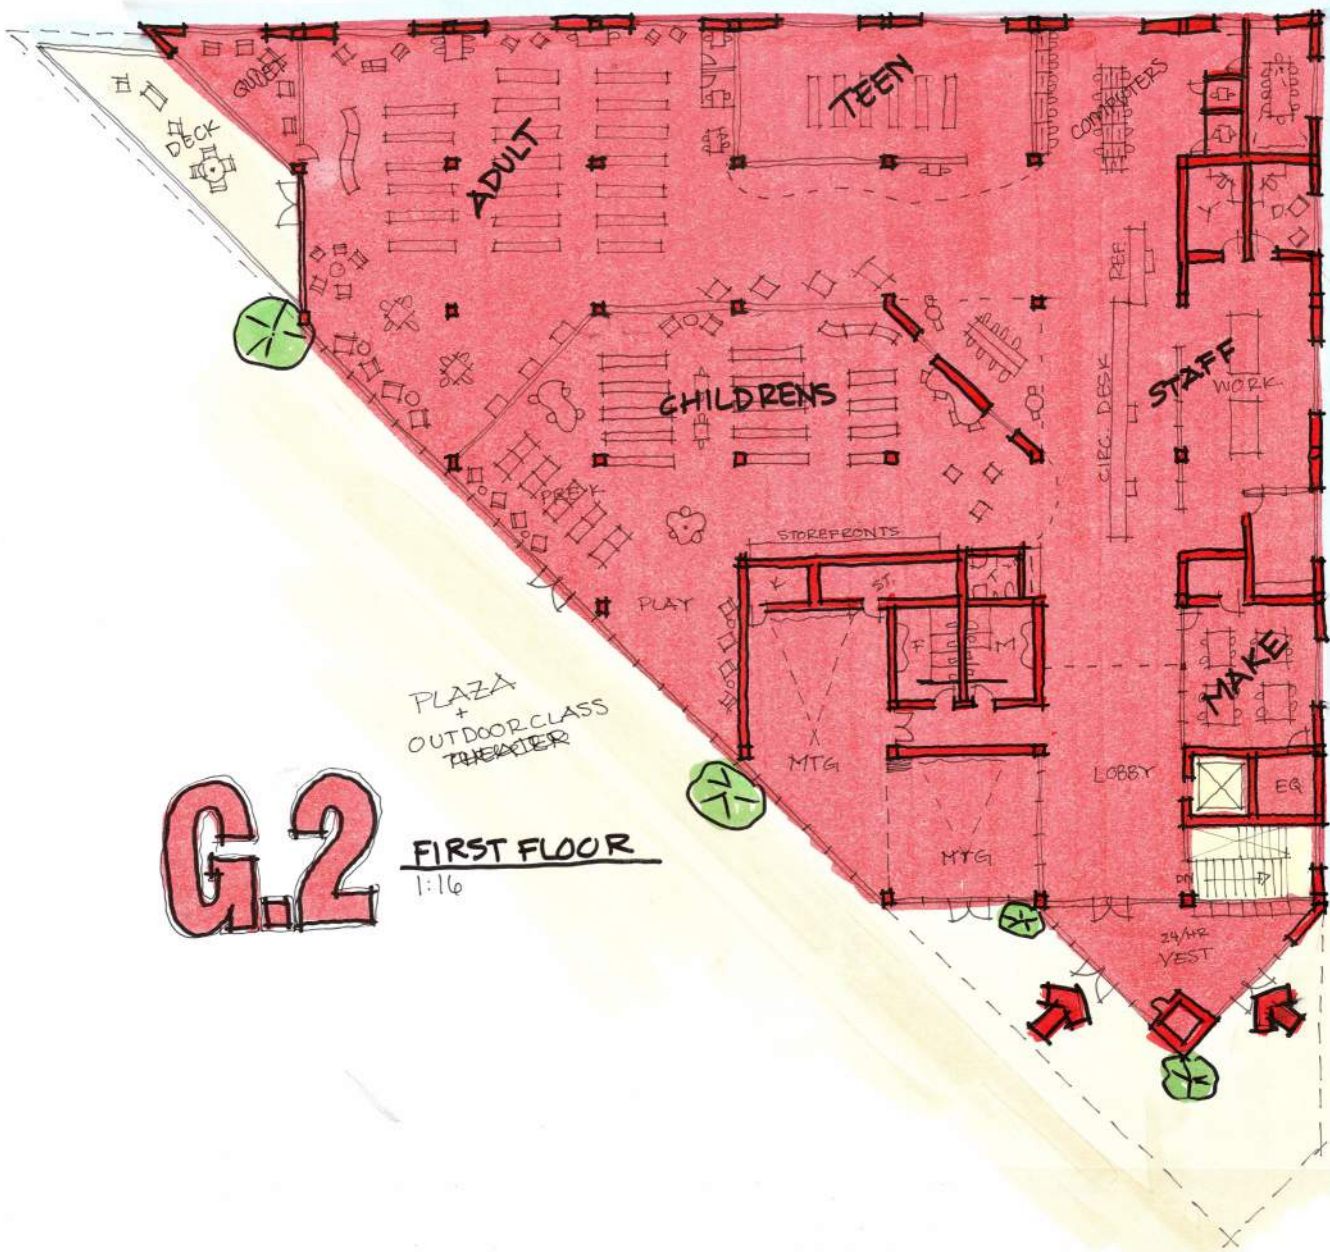 QUIET
DECK
ADULT
TEEN
COMPUTERS
Y
D.
REF.
CIRC. DESK
STAFF
WORK
CHILDRENS
PRE-K
STOREFRONTS
K
ST.
PLAY
F
M
MAKE
MTG
MTG
LOBBY
EQ
DN
24/HR
VEST
PLAZA
+
OUTDOOR CLASS
THEATER
G.2
FIRST FLOOR
1:16